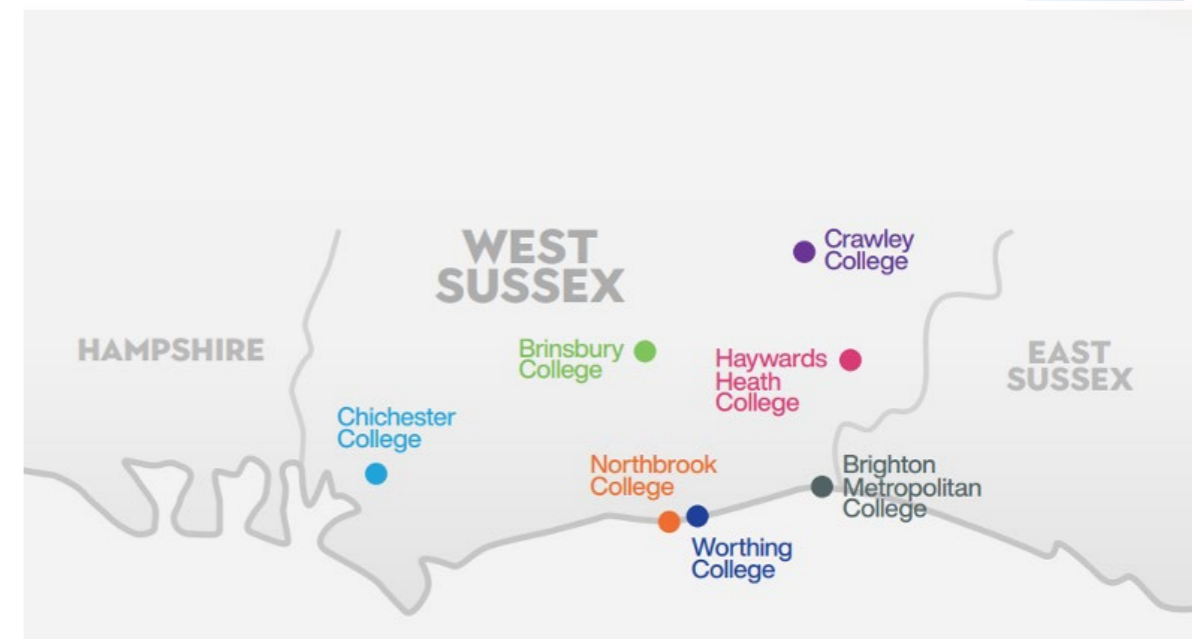 WEST
SUSSEX
Crawley
College
HAMPSHIRE
Brinsbury
College
Haywards
Heath
College
EAST
SUSSEX
Chichester
College
Northbrook
College
Brighton
Metropolitan
College
Worthing
College